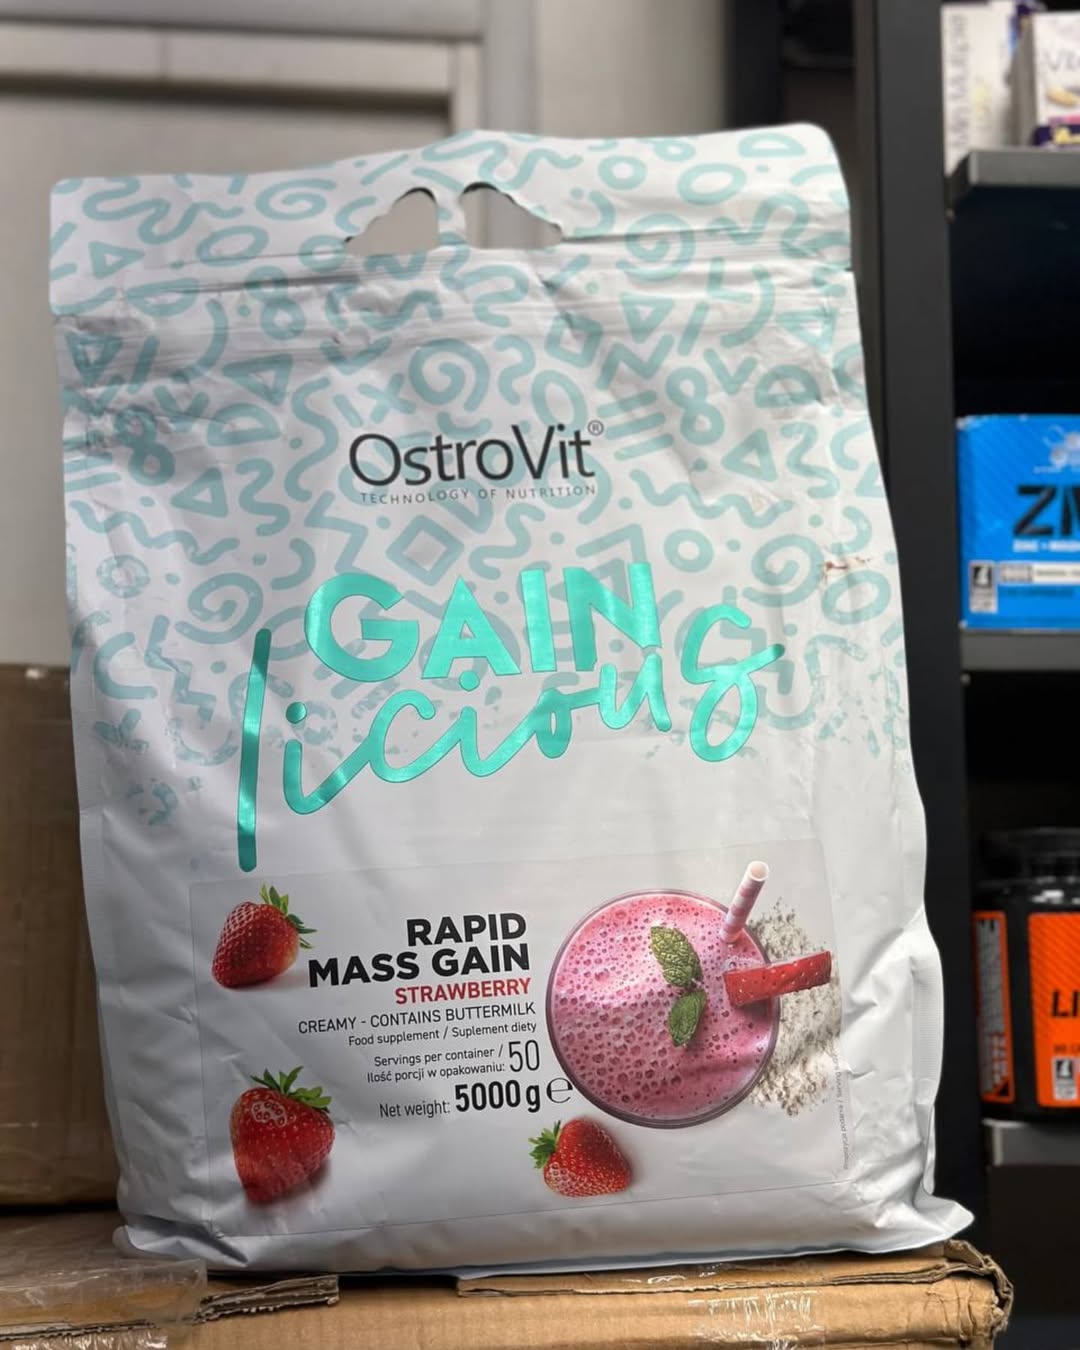 OstroVit®
TECHNOLOGY OF NUTRITION
GAIN
licious
RAPID
MASS GAIN
STRAWBERRY
CREAMY - CONTAINS BUTTERMILK
Food supplement / Suplement diety
Servings per container /
Ilość porcji w opakowaniu: 50
Net weight: 5000 g ℮